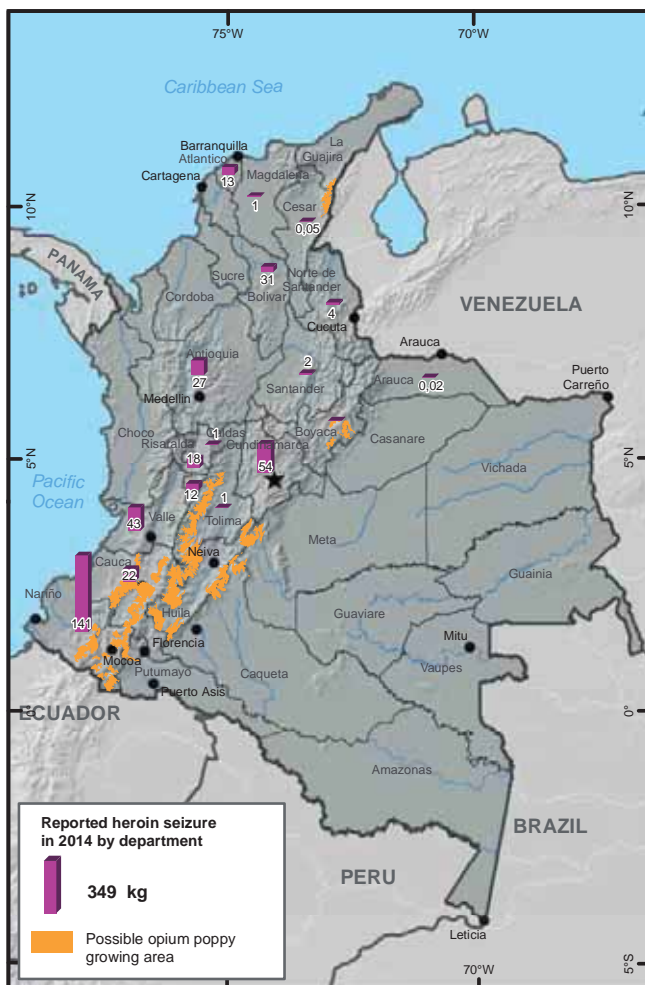 75°W
70°W
Caribbean Sea
La
Guajira
Barranquilla
Atlantico
Magdalena
Cartagena
13
10°N
10°N
1
Cesar
0,05
PANAMA
Sucre
Norte de
Santander
31
Bolivar
Cordoba
4
VENEZUELA
Cucuta
Arauca
Antioquia
2
27
Santander
Arauca
0,02
Puerto
Carreño
Medellin
Choco
1
Boyaca
Risaralda
Caldas
Cundinamarca
Casanare
5°N
5°N
18
54
Vichada
Pacific
Ocean
12
1
43
Valle
Tolima
Meta
Cauca
Neiva
22
Guainia
Nariño
Huila
Guaviare
141
Florencia
Mitu
Mocoa
Vaupes
Putumayo
Caqueta
Puerto Asis
ECUADOR
0°
0°
Amazonas
Reported heroin seizure
in 2014 by department
349 kg
Possible opium poppy
growing area
BRAZIL
PERU
Leticia
5°S
70°W